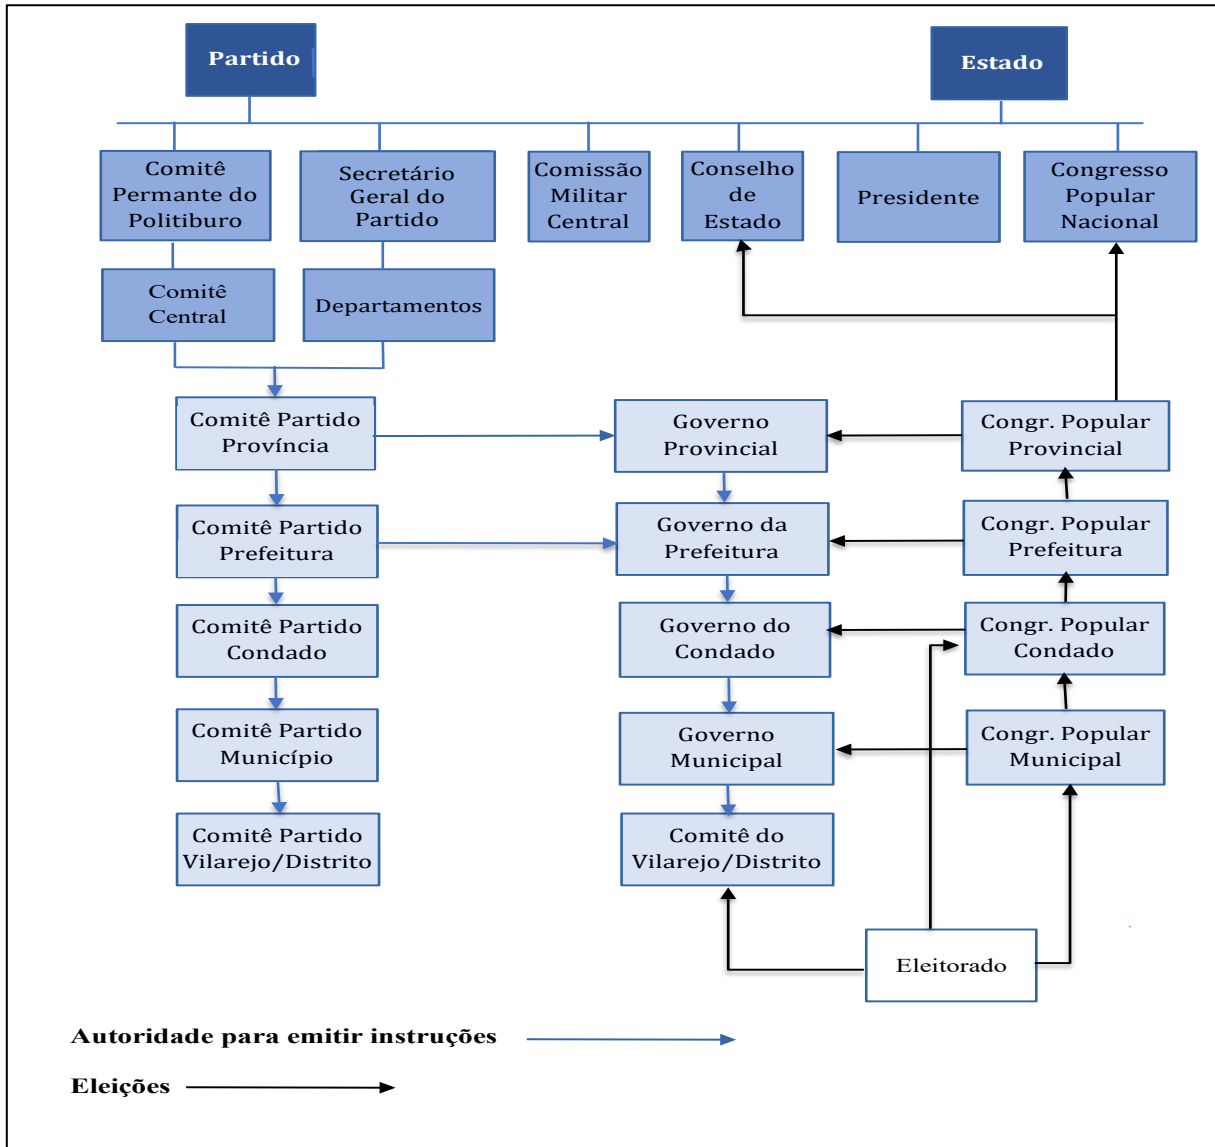 Partido
Estado
Comitê
Permante do
Politiburo
Secretário
Geral do
Partido
Comissão
Militar
Central
Conselho
de
Estado
Presidente
Congresso
Popular
Nacional
Comitê
Central
Departamentos
Comitê Partido
Província
Governo
Provincial
Congr. Popular
Provincial
Comitê Partido
Prefeitura
Governo da
Prefeitura
Congr. Popular
Prefeitura
Comitê Partido
Condado
Governo do
Condado
Congr. Popular
Condado
Comitê Partido
Município
Governo
Municipal
Congr. Popular
Municipal
Comitê Partido
Vilarejo/Distrito
Comitê do
Vilarejo/Distrito
Eleitorado
Autoridade para emitir instruções
Eleições